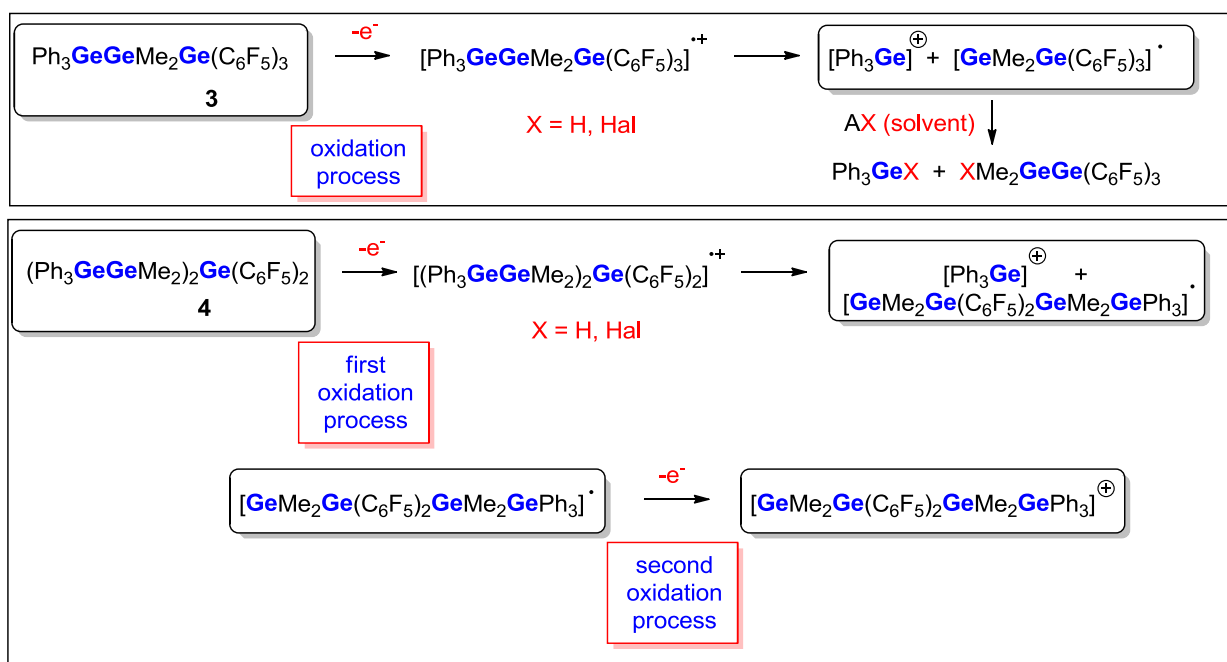 -e⁻
Ph₃GeGeMe₂Ge(C₆F₅)₃ [Ph₃GeGeMe₂Ge(C₆F₅)₃]•+ [Ph₃Ge]⊕ + [GeMe₂Ge(C₆F₅)₃]•
3
X = H, Hal AX (solvent)
oxidation
process
Ph₃GeX + XMe₂GeGe(C₆F₅)₃
-e⁻
(Ph₃GeGeMe₂)₂Ge(C₆F₅)₂ [(Ph₃GeGeMe₂)₂Ge(C₆F₅)₂]•+ [Ph₃Ge]⊕ +
4 [GeMe₂Ge(C₆F₅)₂GeMe₂GePh₃]•
X = H, Hal
first
oxidation
process
-e⁻
[GeMe₂Ge(C₆F₅)₂GeMe₂GePh₃]• [GeMe₂Ge(C₆F₅)₂GeMe₂GePh₃]⊕
second
oxidation
process